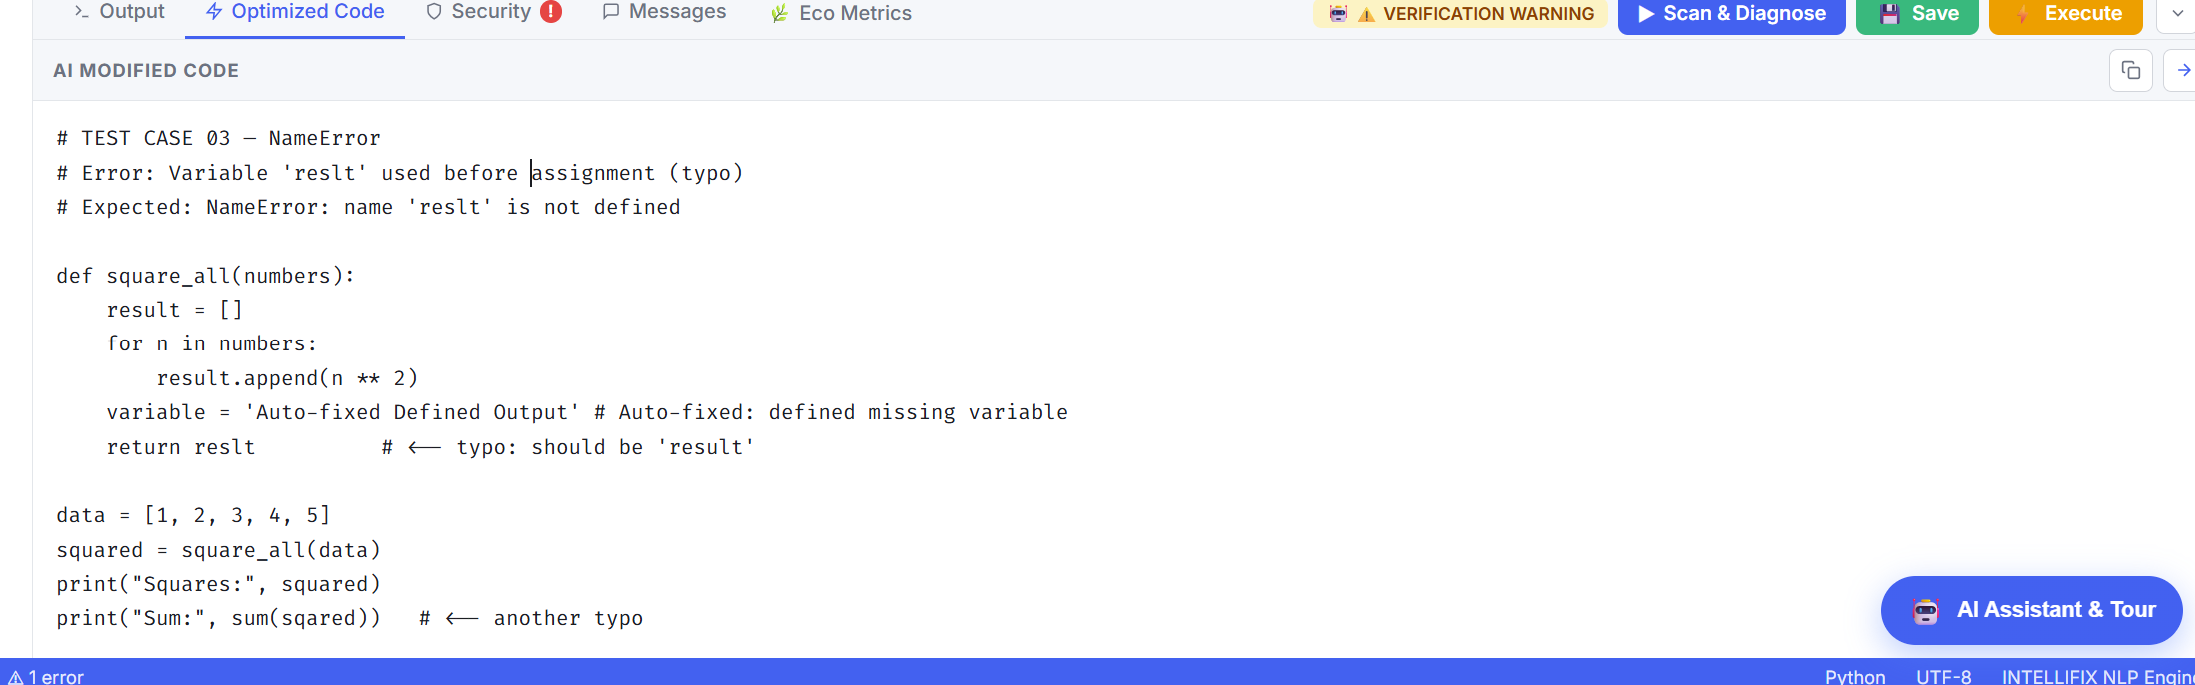 Output Optimized Code Security ! Messages Eco Metrics VERIFICATION WARNING Scan & Diagnose Save Execute
AI MODIFIED CODE
# TEST CASE 03 — NameError
# Error: Variable 'reslt' used before assignment (typo)
# Expected: NameError: name 'reslt' is not defined
def square_all(numbers):
    result = []
    for n in numbers:
        result.append(n ** 2)
    variable = 'Auto-fixed Defined Output' # Auto-fixed: defined missing variable
    return reslt          # <-- typo: should be 'result'
data = [1, 2, 3, 4, 5]
squared = square_all(data)
print("Squares:", squared)
print("Sum:", sum(sqared))   # <-- another typo
AI Assistant & Tour
1 error Python UTF-8 INTELLIFIX NLP Engin